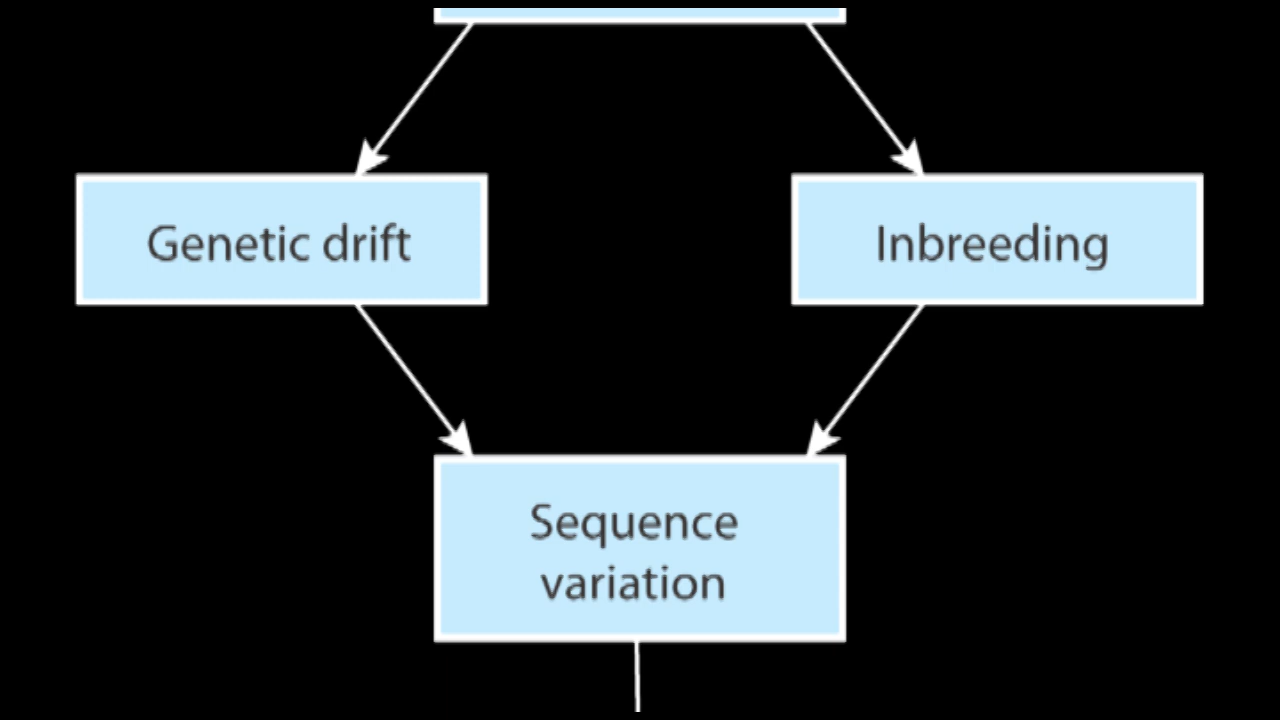 Genetic drift
Inbreeding
Sequence
variation